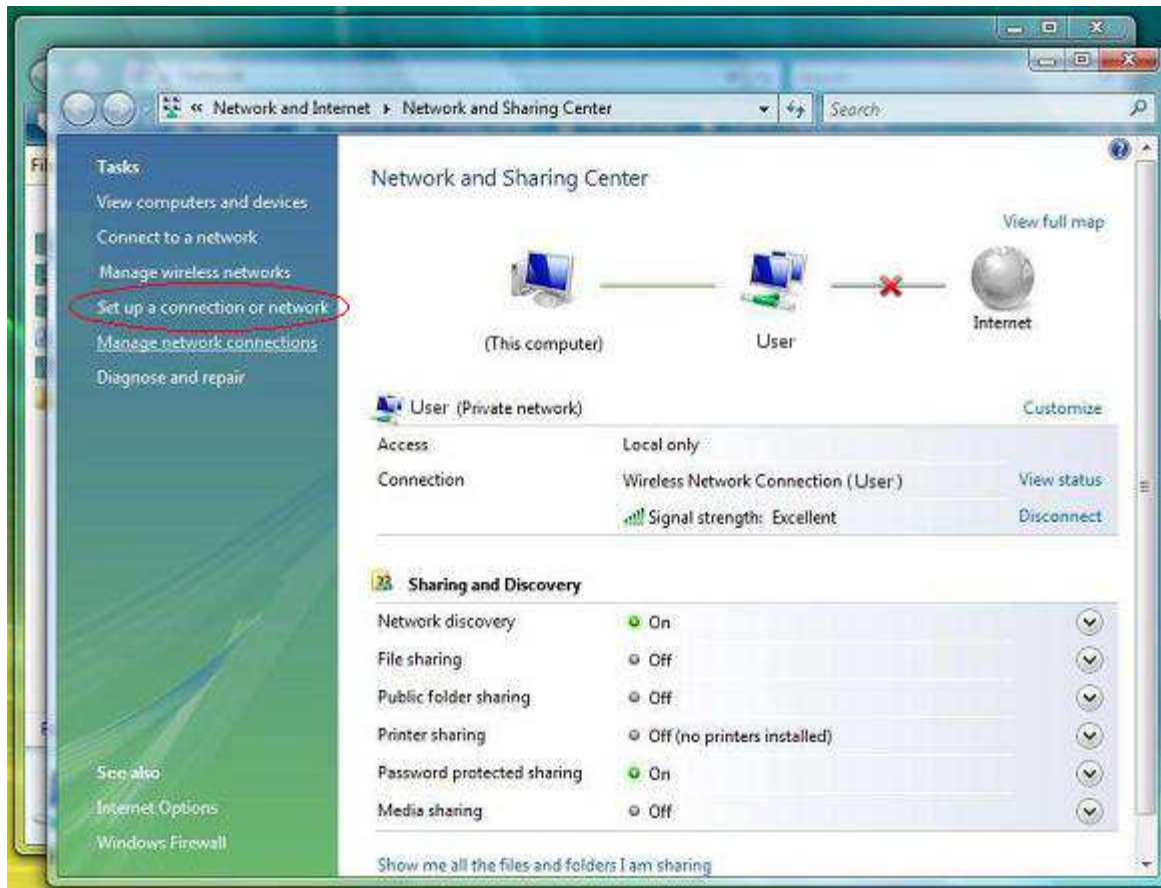 « Network and Internet ▸ Network and Sharing Center
Search
Tasks
View computers and devices
Connect to a network
Manage wireless networks
Set up a connection or network
Manage network connections
Diagnose and repair
See also
Internet Options
Windows Firewall
Network and Sharing Center
View full map
(This computer)
User
Internet
User (Private network)
Customize
Access Local only
Connection Wireless Network Connection (User) View status
Signal strength: Excellent Disconnect
Sharing and Discovery
Network discovery On
File sharing Off
Public folder sharing Off
Printer sharing Off (no printers installed)
Password protected sharing On
Media sharing Off
Show me all the files and folders I am sharing